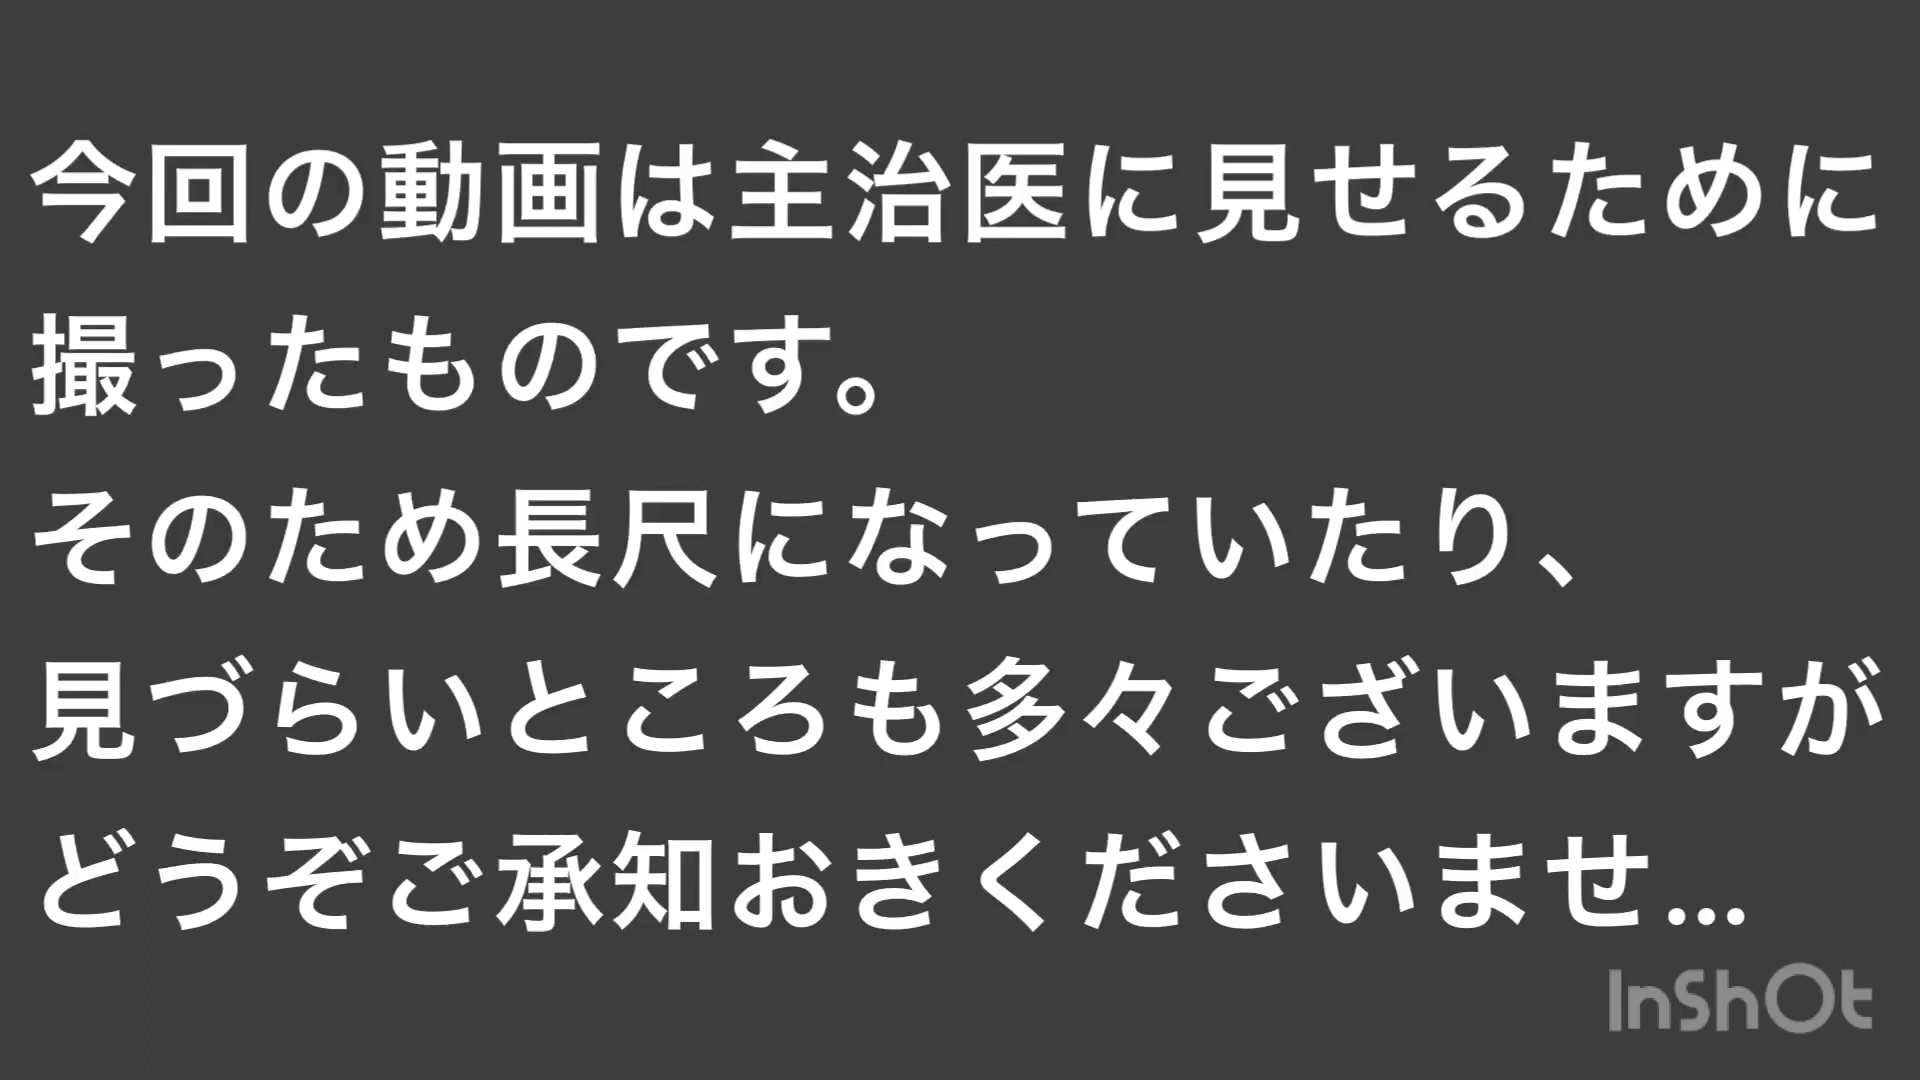 今回の動画は主治医に見せるために
撮ったものです。
そのため長尺になっていたり、
見づらいところも多々ございますが
どうぞご承知おきくださいませ...
InShOt